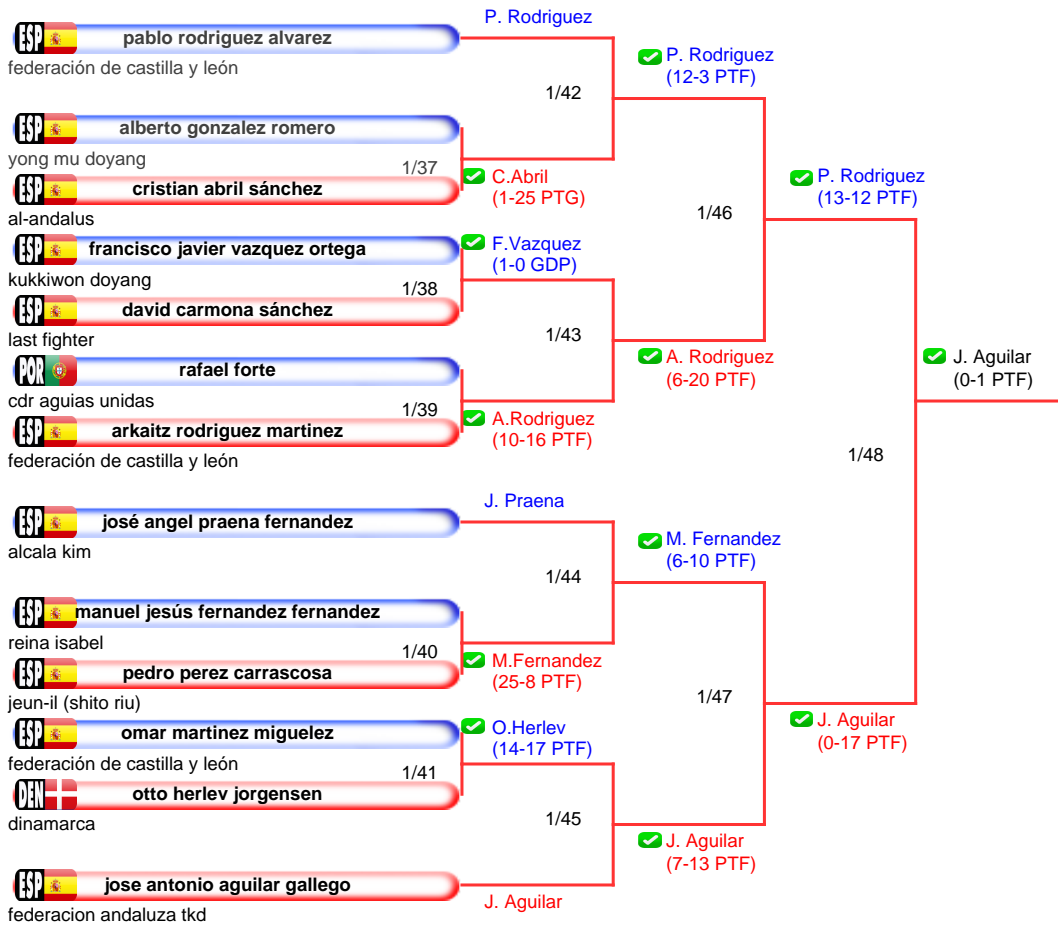 P. Rodriguez
ESP pablo rodriguez alvarez
federación de castilla y león
P. Rodriguez
(12-3 PTF)
1/42
ESP alberto gonzalez romero
yong mu doyang
1/37
C.Abril
(1-25 PTG)
ESP cristian abril sánchez
al-andalus
P. Rodriguez
(13-12 PTF)
1/46
ESP francisco javier vazquez ortega
kukkiwon doyang
F.Vazquez
(1-0 GDP)
1/38
ESP david carmona sánchez
last fighter
1/43
POR rafael forte
cdr aguias unidas
A. Rodriguez
(6-20 PTF)
1/39
ESP arkaitz rodriguez martinez
federación de castilla y león
A.Rodriguez
(10-16 PTF)
J. Aguilar
(0-1 PTF)
1/48
J. Praena
ESP josé angel praena fernandez
alcala kim
M. Fernandez
(6-10 PTF)
1/44
ESP manuel jesús fernandez fernandez
reina isabel
1/40
ESP pedro perez carrascosa
jeun-il (shito riu)
M.Fernandez
(25-8 PTF)
1/47
ESP omar martinez miguelez
federación de castilla y león
O.Herlev
(14-17 PTF)
J. Aguilar
(0-17 PTF)
1/41
DEN otto herlev jorgensen
dinamarca
1/45
J. Aguilar
(7-13 PTF)
ESP jose antonio aguilar gallego
federacion andaluza tkd
J. Aguilar